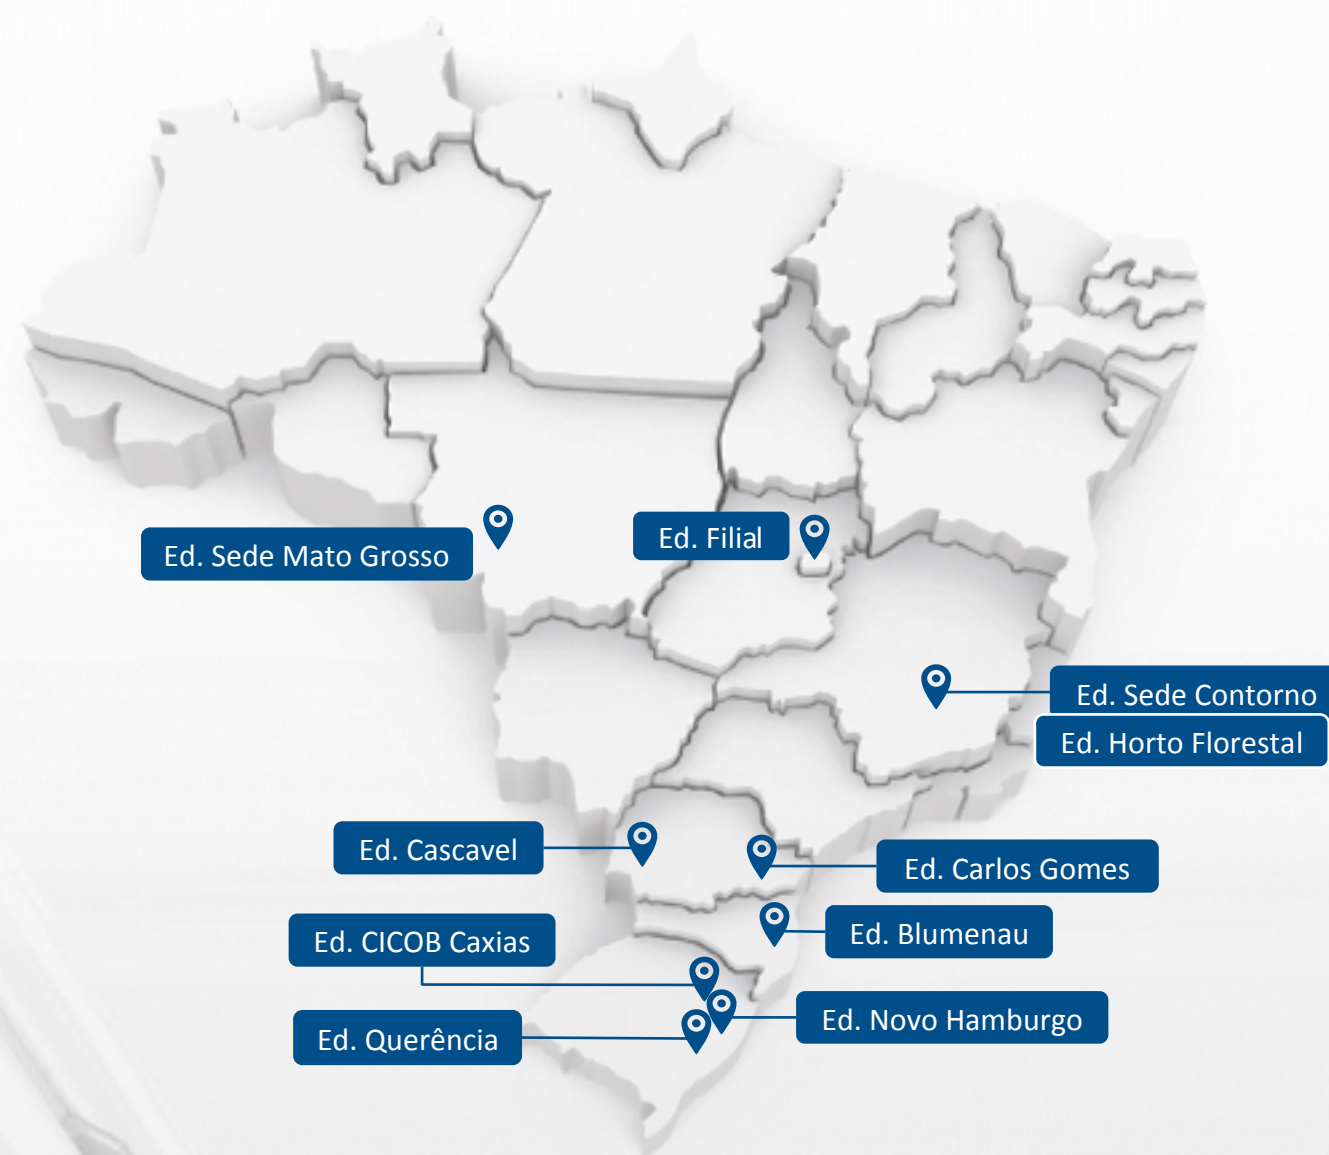 Ed. Sede Mato Grosso
Ed. Filial
Ed. Sede Contorno
Ed. Horto Florestal
Ed. Cascavel
Ed. Carlos Gomes
Ed. CICOB Caxias
Ed. Blumenau
Ed. Novo Hamburgo
Ed. Querência